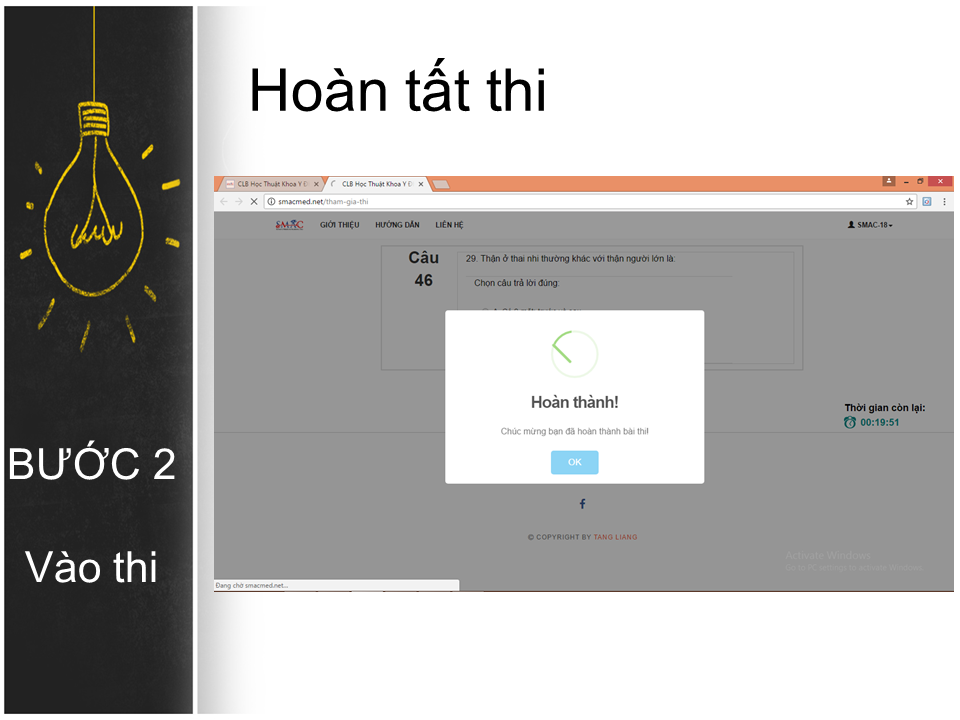 Hoàn tất thi
BƯỚC 2
Vào thi
CLB Học Thuật Khoa Y Đ
CLB Học Thuật Khoa Y Đ
smacmed.net/tham-gia-thi
SMAC
GIỚI THIỆU
HƯỚNG DẪN
LIÊN HỆ
SMAC-18
Câu
46
29. Thận ở thai nhi thường khác với thận người lớn là:
Chọn câu trả lời đúng:
Hoàn thành!
Chúc mừng bạn đã hoàn thành bài thi!
OK
Thời gian còn lại:
00:19:51
© COPYRIGHT BY TANG LIANG
Activate Windows
Go to PC settings to activate Windows.
Đang chờ smacmed.net...